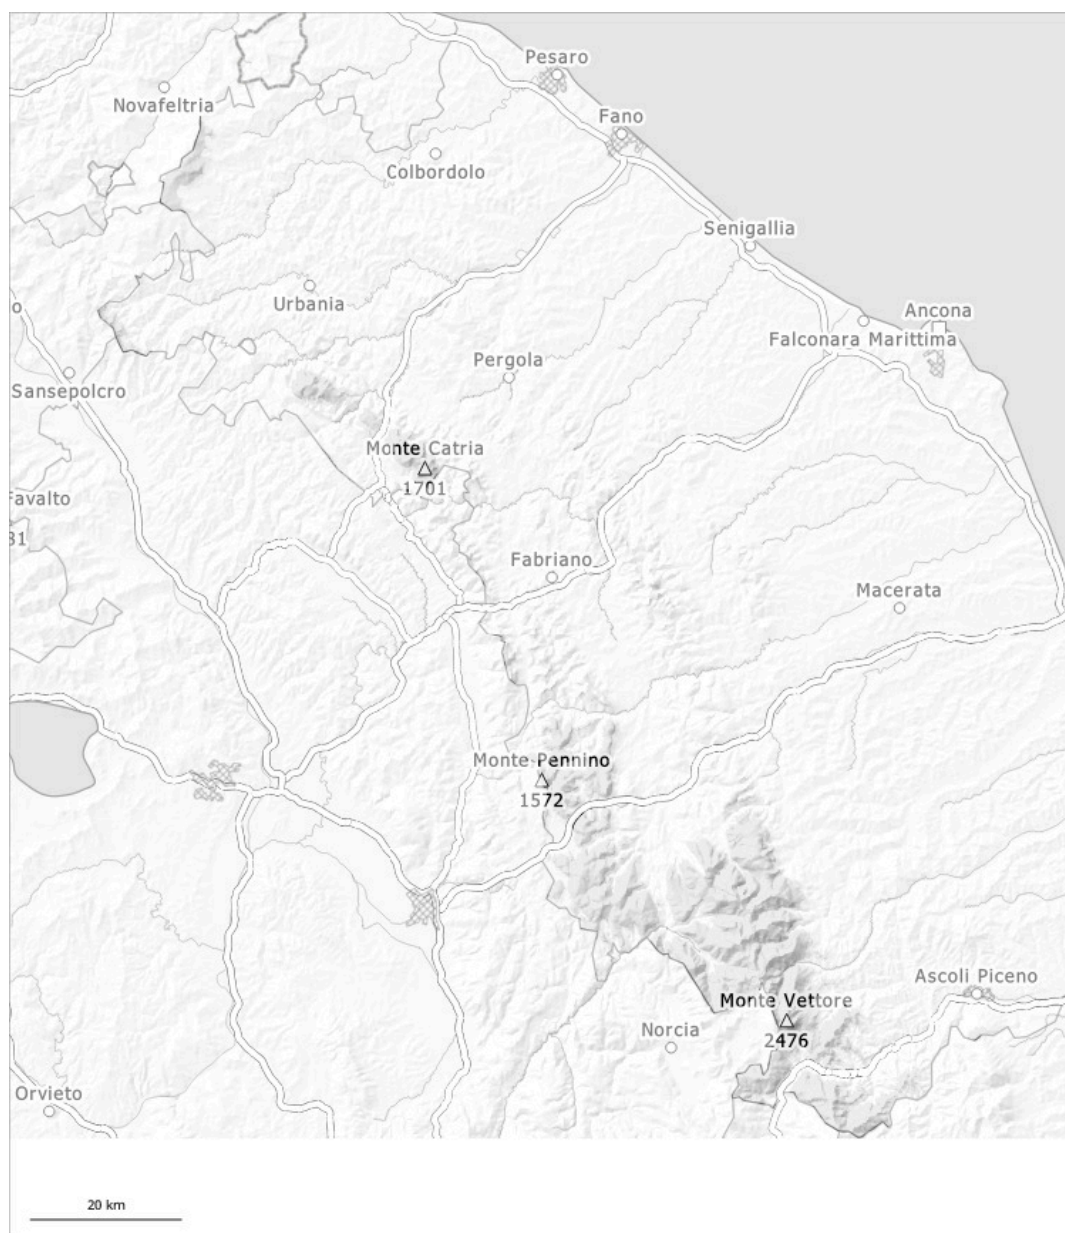 Pesaro
Novafeltria
Fano
Colbordolo
Senigallia
Urbania
o
Ancona
Falconara Marittima
Pergola
Sansepolcro
Monte Catria
1701
Favalto
31
Fabriano
Macerata
Monte Pennino
1572
Ascoli Piceno
Monte Vettore
Norcia
2476
Orvieto
20 km